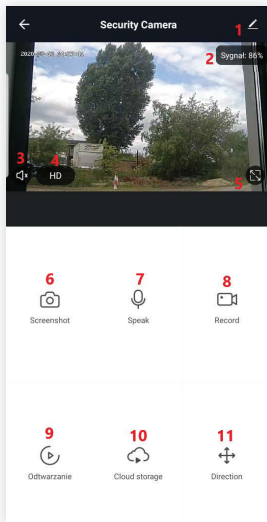 Security Camera
1
2 Sygnal: 86%
3
4
HD
5
6
7
8
Screenshot
Speak
Record
9
10
11
Odtwarzanie
Cloud storage
Direction